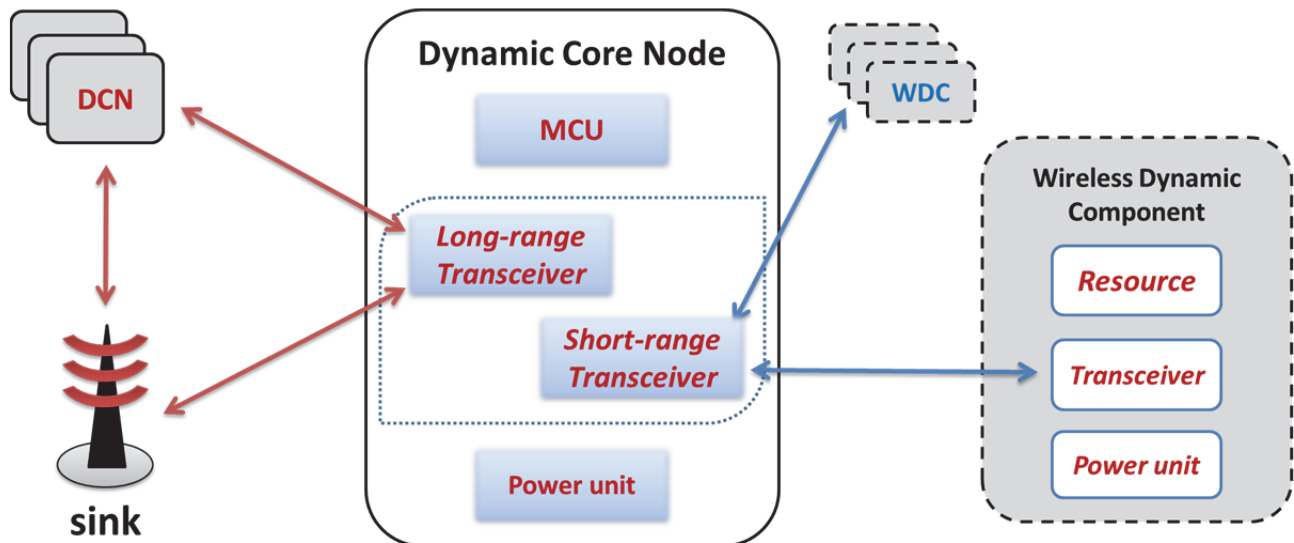 DCN
sink
Dynamic Core Node
MCU
Long-range
Transceiver
Short-range
Transceiver
Power unit
WDC
Wireless Dynamic
Component
Resource
Transceiver
Power unit